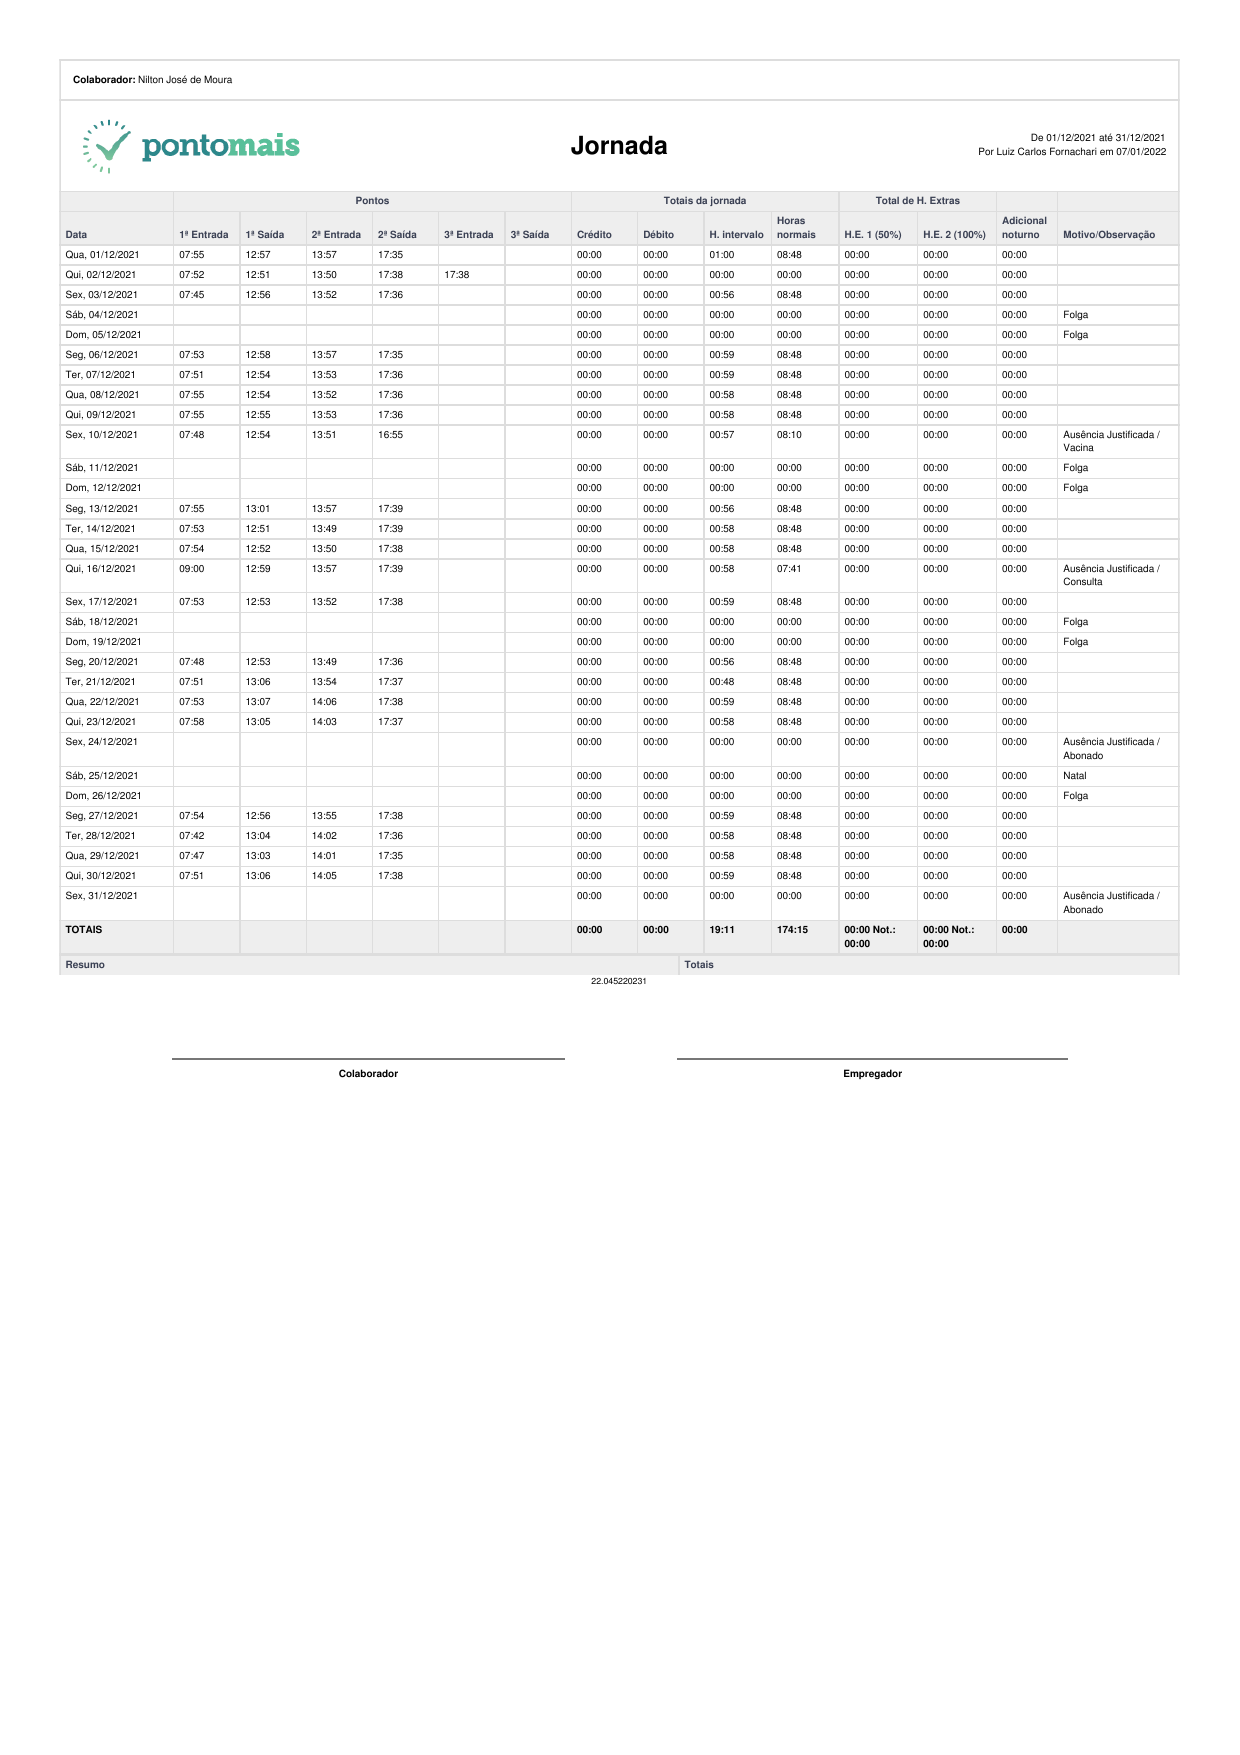 Colaborador: Nilton José de Moura
pontomais
Jornada
De 01/12/2021 até 31/12/2021
Por Luiz Carlos Fornachari em 07/01/2022
Pontos Totais da jornada Total de H. Extras
Data 1ª Entrada 1ª Saída 2ª Entrada 2ª Saída 3ª Entrada 3ª Saída Crédito Débito H. intervalo Horas normais H.E. 1 (50%) H.E. 2 (100%) Adicional noturno Motivo/Observação
Qua, 01/12/2021 07:55 12:57 13:57 17:35 00:00 00:00 01:00 08:48 00:00 00:00 00:00
Qui, 02/12/2021 07:52 12:51 13:50 17:38 17:38 00:00 00:00 00:00 00:00 00:00 00:00 00:00
Sex, 03/12/2021 07:45 12:56 13:52 17:36 00:00 00:00 00:56 08:48 00:00 00:00 00:00
Sáb, 04/12/2021 00:00 00:00 00:00 00:00 00:00 00:00 00:00 Folga
Dom, 05/12/2021 00:00 00:00 00:00 00:00 00:00 00:00 00:00 Folga
Seg, 06/12/2021 07:53 12:58 13:57 17:35 00:00 00:00 00:59 08:48 00:00 00:00 00:00
Ter, 07/12/2021 07:51 12:54 13:53 17:36 00:00 00:00 00:59 08:48 00:00 00:00 00:00
Qua, 08/12/2021 07:55 12:54 13:52 17:36 00:00 00:00 00:58 08:48 00:00 00:00 00:00
Qui, 09/12/2021 07:55 12:55 13:53 17:36 00:00 00:00 00:58 08:48 00:00 00:00 00:00
Sex, 10/12/2021 07:48 12:54 13:51 16:55 00:00 00:00 00:57 08:10 00:00 00:00 00:00 Ausência Justificada /
Vacina
Sáb, 11/12/2021 00:00 00:00 00:00 00:00 00:00 00:00 00:00 Folga
Dom, 12/12/2021 00:00 00:00 00:00 00:00 00:00 00:00 00:00 Folga
Seg, 13/12/2021 07:55 13:01 13:57 17:39 00:00 00:00 00:56 08:48 00:00 00:00 00:00
Ter, 14/12/2021 07:53 12:51 13:49 17:39 00:00 00:00 00:58 08:48 00:00 00:00 00:00
Qua, 15/12/2021 07:54 12:52 13:50 17:38 00:00 00:00 00:58 08:48 00:00 00:00 00:00
Qui, 16/12/2021 09:00 12:59 13:57 17:39 00:00 00:00 00:58 07:41 00:00 00:00 00:00 Ausência Justificada /
Consulta
Sex, 17/12/2021 07:53 12:53 13:52 17:38 00:00 00:00 00:59 08:48 00:00 00:00 00:00
Sáb, 18/12/2021 00:00 00:00 00:00 00:00 00:00 00:00 00:00 Folga
Dom, 19/12/2021 00:00 00:00 00:00 00:00 00:00 00:00 00:00 Folga
Seg, 20/12/2021 07:48 12:53 13:49 17:36 00:00 00:00 00:56 08:48 00:00 00:00 00:00
Ter, 21/12/2021 07:51 13:06 13:54 17:37 00:00 00:00 00:48 08:48 00:00 00:00 00:00
Qua, 22/12/2021 07:53 13:07 14:06 17:38 00:00 00:00 00:59 08:48 00:00 00:00 00:00
Qui, 23/12/2021 07:58 13:05 14:03 17:37 00:00 00:00 00:58 08:48 00:00 00:00 00:00
Sex, 24/12/2021 00:00 00:00 00:00 00:00 00:00 00:00 00:00 Ausência Justificada /
Abonado
Sáb, 25/12/2021 00:00 00:00 00:00 00:00 00:00 00:00 00:00 Natal
Dom, 26/12/2021 00:00 00:00 00:00 00:00 00:00 00:00 00:00 Folga
Seg, 27/12/2021 07:54 12:56 13:55 17:38 00:00 00:00 00:59 08:48 00:00 00:00 00:00
Ter, 28/12/2021 07:42 13:04 14:02 17:36 00:00 00:00 00:58 08:48 00:00 00:00 00:00
Qua, 29/12/2021 07:47 13:03 14:01 17:35 00:00 00:00 00:58 08:48 00:00 00:00 00:00
Qui, 30/12/2021 07:51 13:06 14:05 17:38 00:00 00:00 00:59 08:48 00:00 00:00 00:00
Sex, 31/12/2021 00:00 00:00 00:00 00:00 00:00 00:00 00:00 Ausência Justificada /
Abonado
TOTAIS 00:00 00:00 19:11 174:15 00:00 Not.: 00:00 Not.: 00:00
00:00 00:00
Resumo Totais
22.045220231
Colaborador Empregador